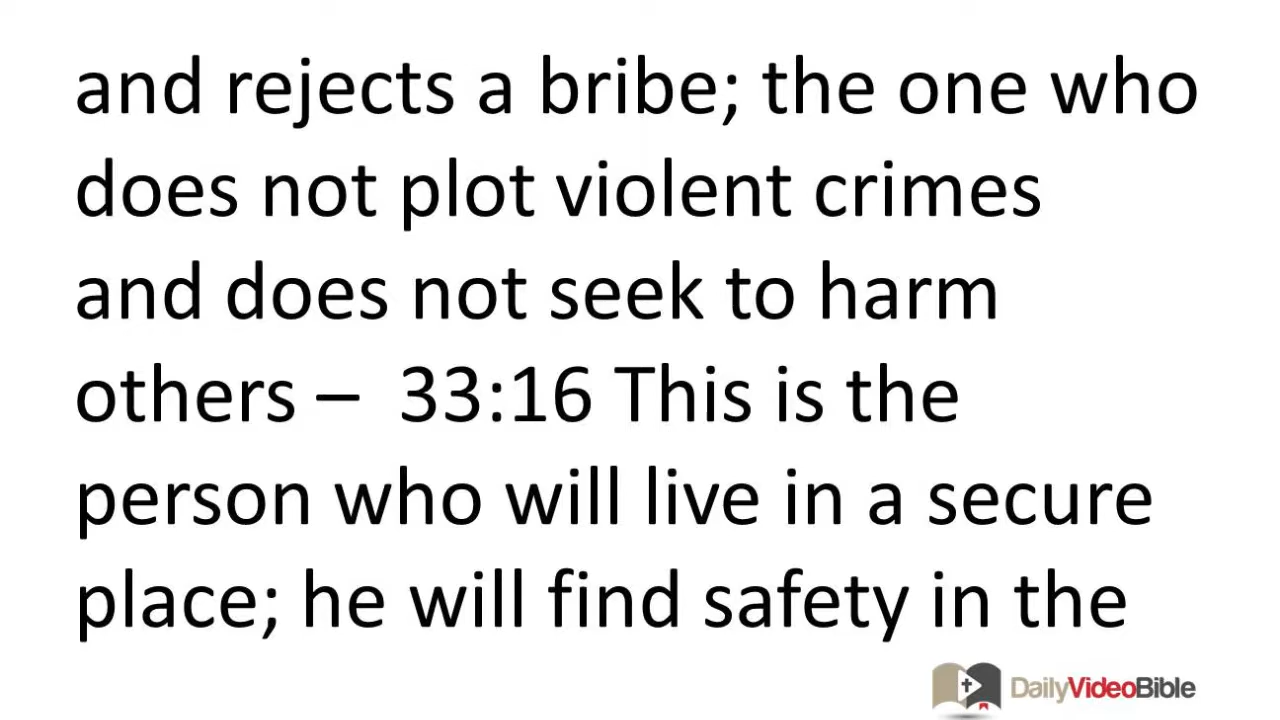 and rejects a bribe; the one who
does not plot violent crimes
and does not seek to harm
others – 33:16 This is the
person who will live in a secure
place; he will find safety in the
DailyVideoBible